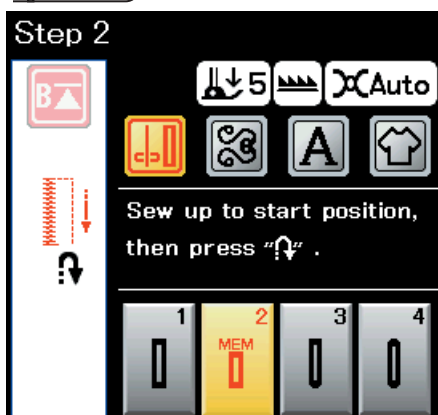 Step 2
B
5
Auto
A
Sew up to start position,
then press “ ” .
1 2 3 4
MEM